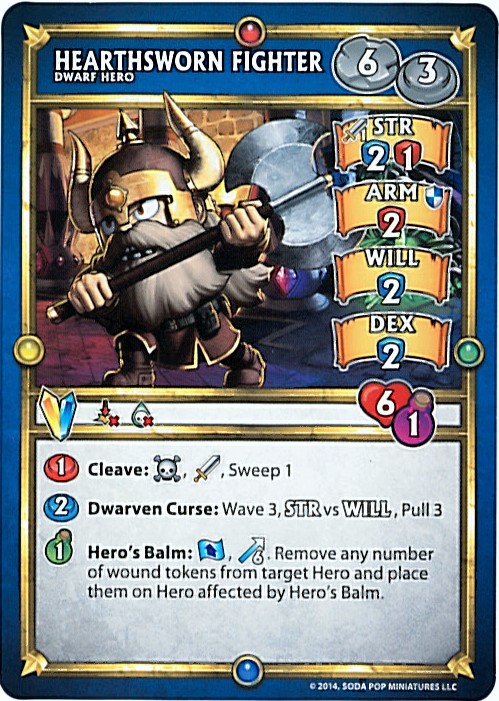 HEARTHSWORN FIGHTER
DWARF HERO
6 3
STR
2 1
ARM
2
WILL
2
DEX
2
6
1
1 Cleave: , , Sweep 1
2 Dwarven Curse: Wave 3, STR vs WILL, Pull 3
1 Hero's Balm: , 6. Remove any number
of wound tokens from target Hero and place
them on Hero affected by Hero's Balm.
© 2014, SODA POP MINIATURES LLC